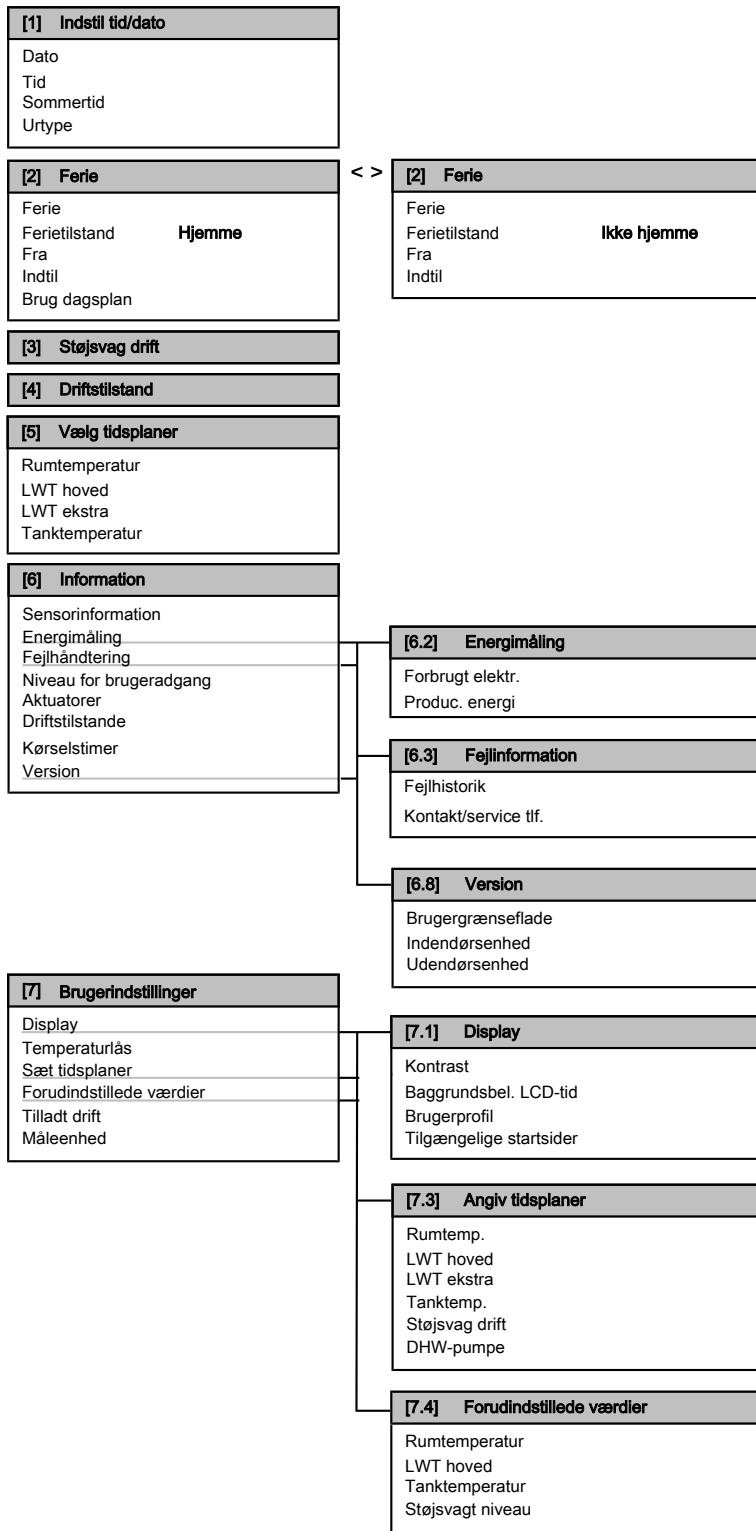 [1] Indstil tid/dato
Dato
Tid
Sommertid
Urtype
[2] Ferie
Ferie
Ferietilstand Hjemme
Fra
Indtil
Brug dagsplan
< >
[2] Ferie
Ferie
Ferietilstand Ikke hjemme
Fra
Indtil
[3] Støjsvag drift
[4] Driftstilstand
[5] Vælg tidsplaner
Rumtemperatur
LWT hoved
LWT ekstra
Tanktemperatur
[6] Information
Sensorinformation
Energimåling
Fejlhåndtering
Niveau for brugeradgang
Aktuatorer
Driftstilstande
Kørselstimer
Version
[6.2] Energimåling
Forbrugt elektr.
Produc. energi
[6.3] Fejlinformation
Fejlhistorik
Kontakt/service tlf.
[6.8] Version
Brugergrænseflade
Indendørsenhed
Udendørsenhed
[7] Brugerindstillinger
Display
Temperaturlås
Sæt tidsplaner
Forudindstillede værdier
Tilladt drift
Måleenhed
[7.1] Display
Kontrast
Baggrundsbel. LCD-tid
Brugerprofil
Tilgængelige startsider
[7.3] Angiv tidsplaner
Rumtemp.
LWT hoved
LWT ekstra
Tanktemp.
Støjsvag drift
DHW-pumpe
[7.4] Forudindstillede værdier
Rumtemperatur
LWT hoved
Tanktemperatur
Støjsvagt niveau